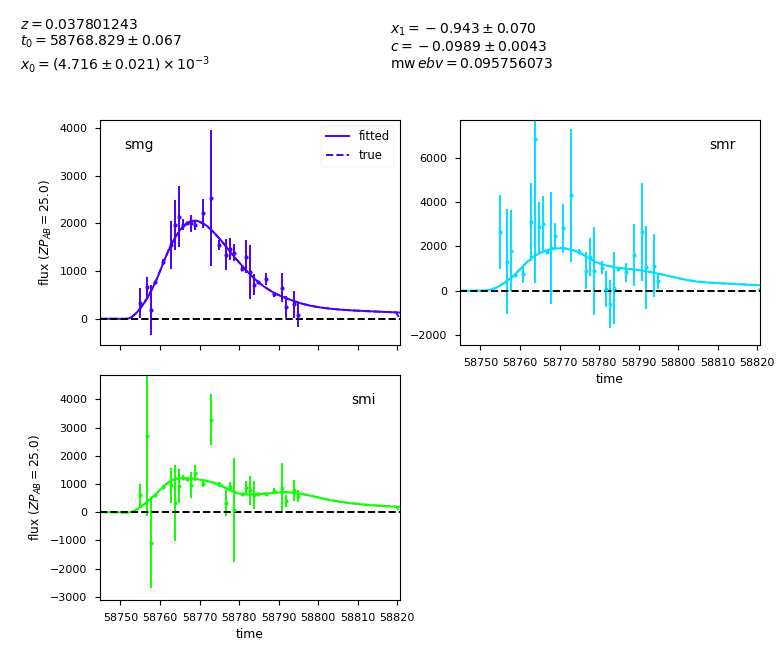 z = 0.037801243
t₀ = 58768.829 ± 0.067
x₀ = (4.716 ± 0.021) × 10⁻³
x₁ = −0.943 ± 0.070
c = −0.0989 ± 0.0043
mwebv = 0.095756073
4000
3000
2000
1000
0
flux (ZP_AB = 25.0)
smg
fitted
true
6000
4000
2000
0
−2000
smr
58750 58760 58770 58780 58790 58800 58810 58820
time
4000
3000
2000
1000
0
−1000
−2000
−3000
flux (ZP_AB = 25.0)
smi
58750 58760 58770 58780 58790 58800 58810 58820
time